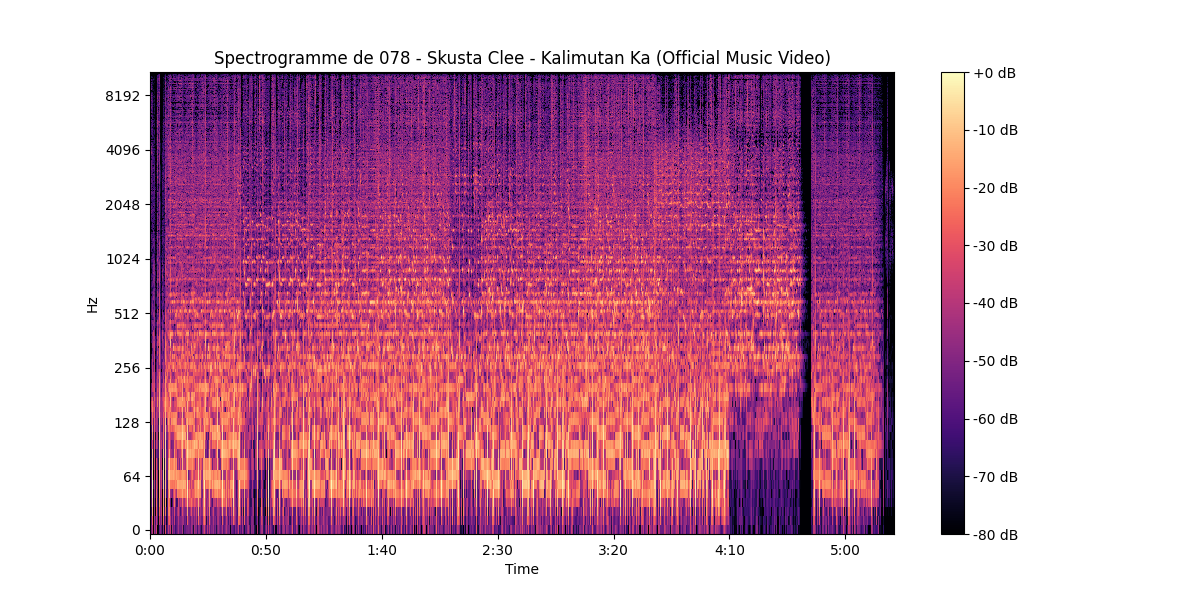 Spectrogramme de 078 - Skusta Clee - Kalimutan Ka (Official Music Video)
Hz
8192
4096
2048
1024
512
256
128
64
0
0:00
0:50
1:40
2:30
3:20
4:10
5:00
Time
+0 dB
-10 dB
-20 dB
-30 dB
-40 dB
-50 dB
-60 dB
-70 dB
-80 dB